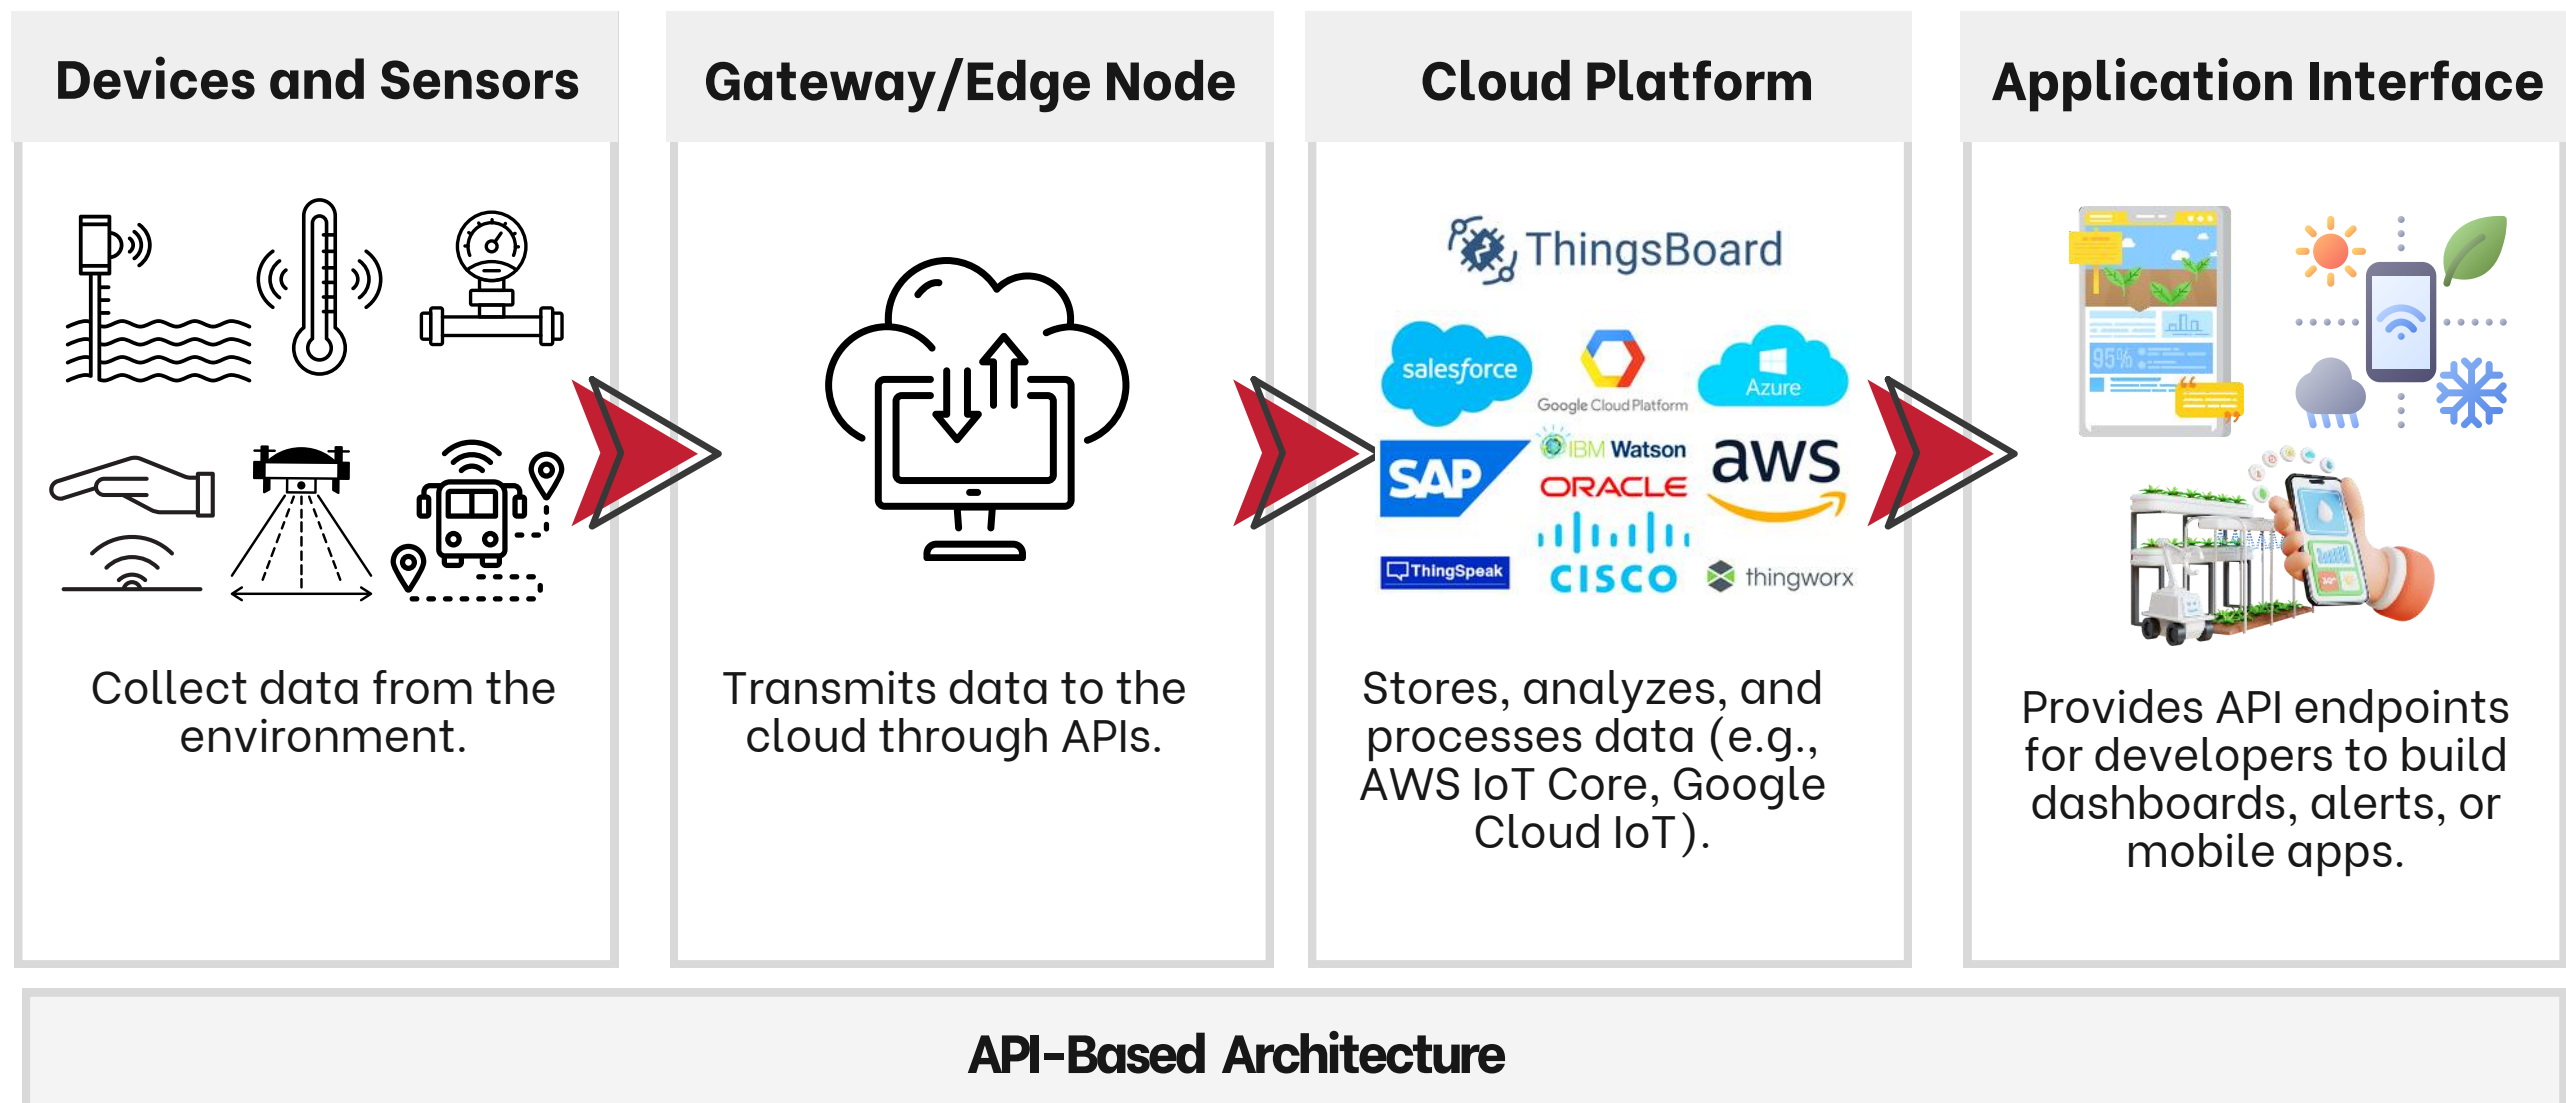 Devices and Sensors
Collect data from the
environment.
Gateway/Edge Node
Transmits data to the
cloud through APIs.
Cloud Platform
ThingsBoard
salesforce
Google Cloud Platform
Azure
SAP
IBM Watson
ORACLE
aws
ThingSpeak
CISCO
thingworx
Stores, analyzes, and
processes data (e.g.,
AWS IoT Core, Google
Cloud IoT).
Application Interface
95%
Provides API endpoints
for developers to build
dashboards, alerts, or
mobile apps.
API-Based Architecture